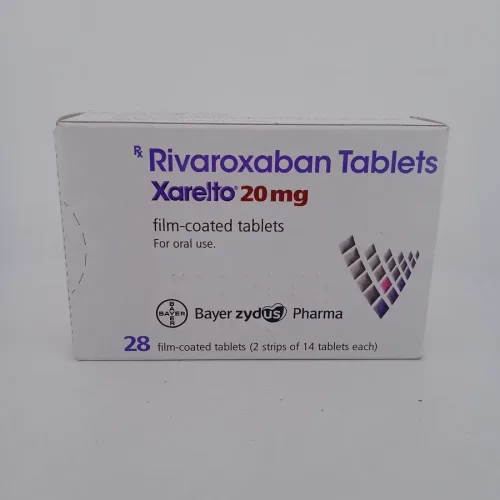 ℞ Rivaroxaban Tablets
Xarelto® 20 mg
film-coated tablets
For oral use.
BAYER BAYER Bayer zydus Pharma
28 film-coated tablets (2 strips of 14 tablets each)